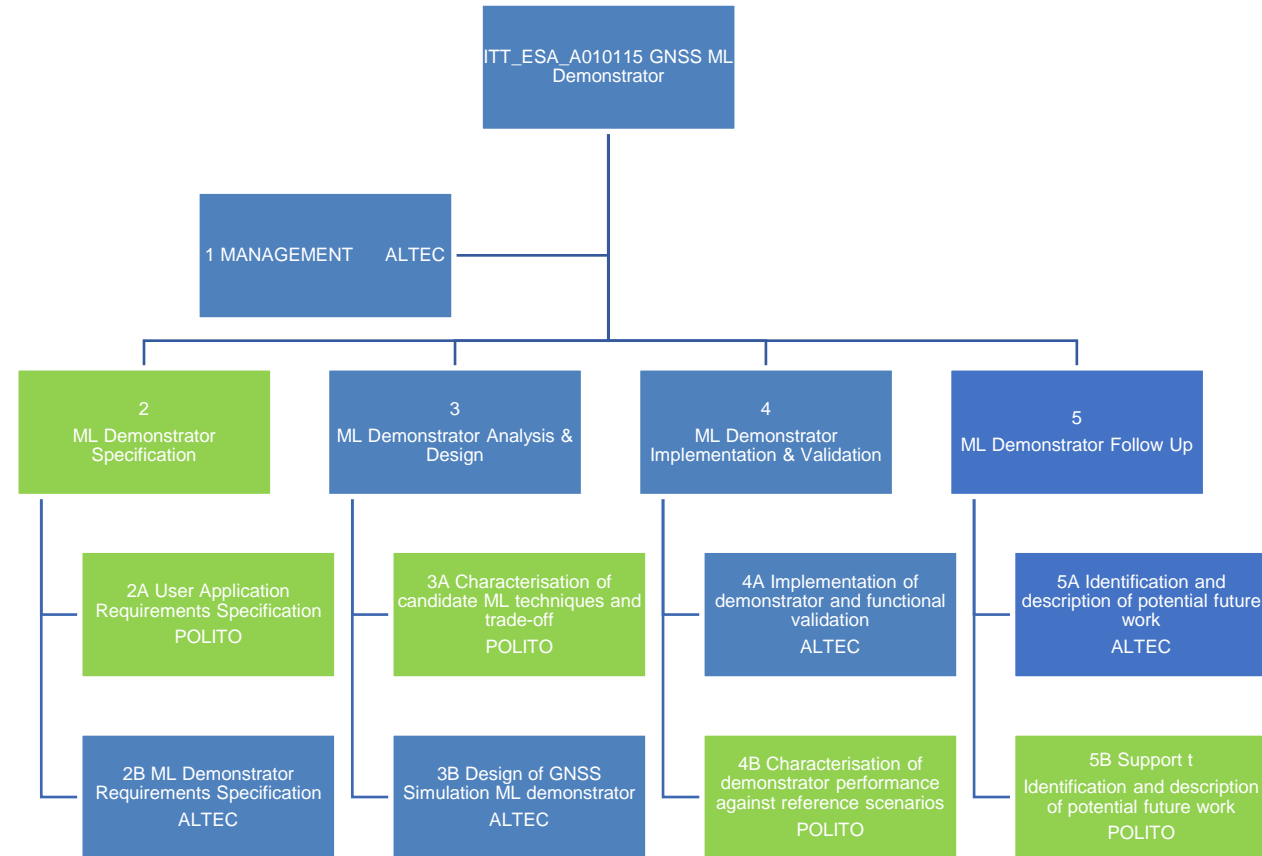 ITT_ESA_A010115 GNSS ML
Demonstrator
1 MANAGEMENT ALTEC
2
ML Demonstrator
Specification
3
ML Demonstrator Analysis &
Design
4
ML Demonstrator
Implementation & Validation
5
ML Demonstrator Follow Up
2A User Application
Requirements Specification
POLITO
3A Characterisation of
candidate ML techniques and
trade-off
POLITO
4A Implementation of
demonstrator and functional
validation
ALTEC
5A Identification and
description of potential future
work
ALTEC
2B ML Demonstrator
Requirements Specification
ALTEC
3B Design of GNSS
Simulation ML demonstrator
ALTEC
4B Characterisation of
demonstrator performance
against reference scenarios
POLITO
5B Support t
Identification and description
of potential future work
POLITO